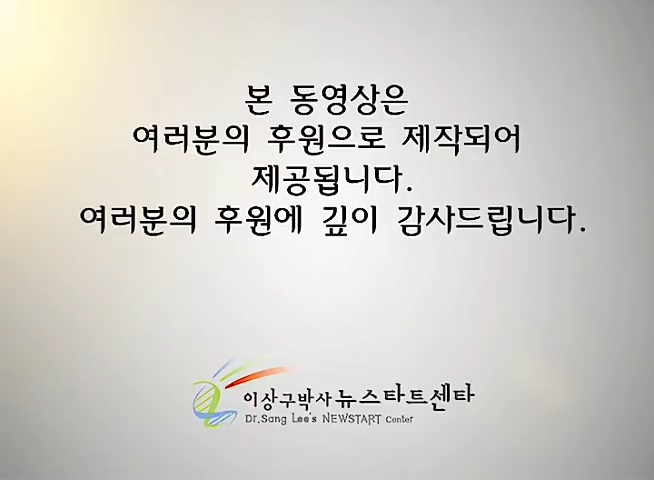 본 동영상은
여러분의 후원으로 제작되어
제공됩니다.
여러분의 후원에 깊이 감사드립니다.
이상구박사 뉴스타트센타
Dr.Sang Lee's NEWSTART Center